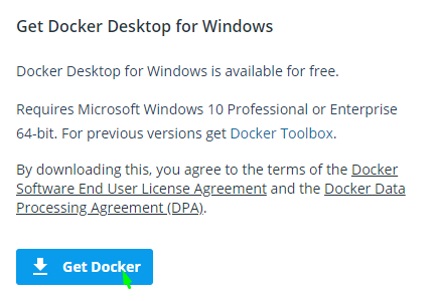 Get Docker Desktop for Windows
Docker Desktop for Windows is available for free.
Requires Microsoft Windows 10 Professional or Enterprise
64-bit. For previous versions get Docker Toolbox.
By downloading this, you agree to the terms of the Docker
Software End User License Agreement and the Docker Data
Processing Agreement (DPA).
Get Docker